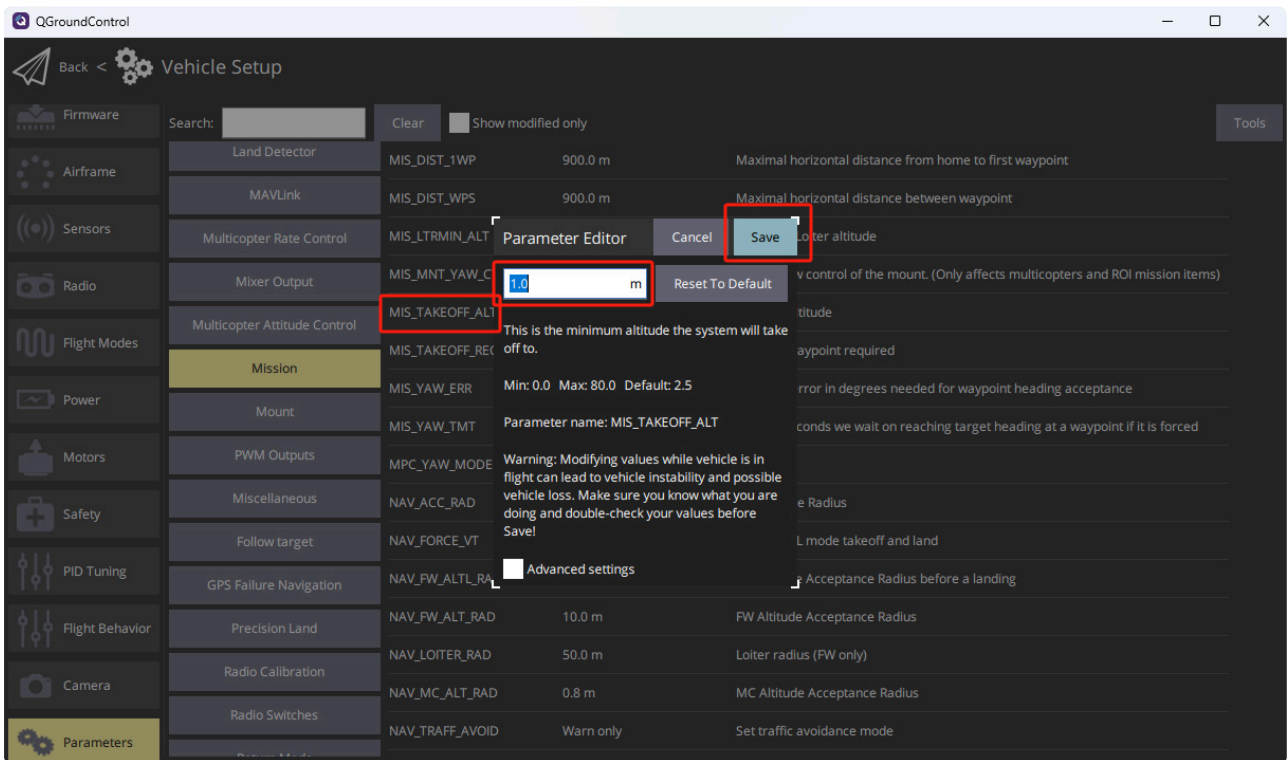 QGroundControl
Back < Vehicle Setup
Firmware
Airframe
Sensors
Radio
Flight Modes
Power
Motors
Safety
PID Tuning
Flight Behavior
Camera
Parameters
Search:
Clear
Show modified only
Tools
Land Detector
MAVLink
Multicopter Rate Control
Mixer Output
Multicopter Attitude Control
Mission
Mount
PWM Outputs
Miscellaneous
Follow target
GPS Failure Navigation
Precision Land
Radio Calibration
Radio Switches
MIS_DIST_1WP 900.0 m Maximal horizontal distance from home to first waypoint
MIS_DIST_WPS 900.0 m Maximal horizontal distance between waypoint
MIS_LTRMIN_ALT altitude
MIS_MNT_YAW_C control of the mount. (Only affects multicopters and ROI mission items)
MIS_TAKEOFF_ALT
MIS_TAKEOFF_REQ aypoint required
MIS_YAW_ERR rror in degrees needed for waypoint heading acceptance
MIS_YAW_TMT conds we wait on reaching target heading at a waypoint if it is forced
MPC_YAW_MODE
NAV_ACC_RAD e Radius
NAV_FORCE_VT L mode takeoff and land
NAV_FW_ALTL_RA Acceptance Radius before a landing
NAV_FW_ALT_RAD 10.0 m FW Altitude Acceptance Radius
NAV_LOITER_RAD 50.0 m Loiter radius (FW only)
NAV_MC_ALT_RAD 0.8 m MC Altitude Acceptance Radius
NAV_TRAFF_AVOID Warn only Set traffic avoidance mode
Parameter Editor Cancel Save
1.0 m Reset To Default
This is the minimum altitude the system will take
off to.
Min: 0.0 Max: 80.0 Default: 2.5
Parameter name: MIS_TAKEOFF_ALT
Warning: Modifying values while vehicle is in
flight can lead to vehicle instability and possible
vehicle loss. Make sure you know what you are
doing and double-check your values before
Save!
Advanced settings